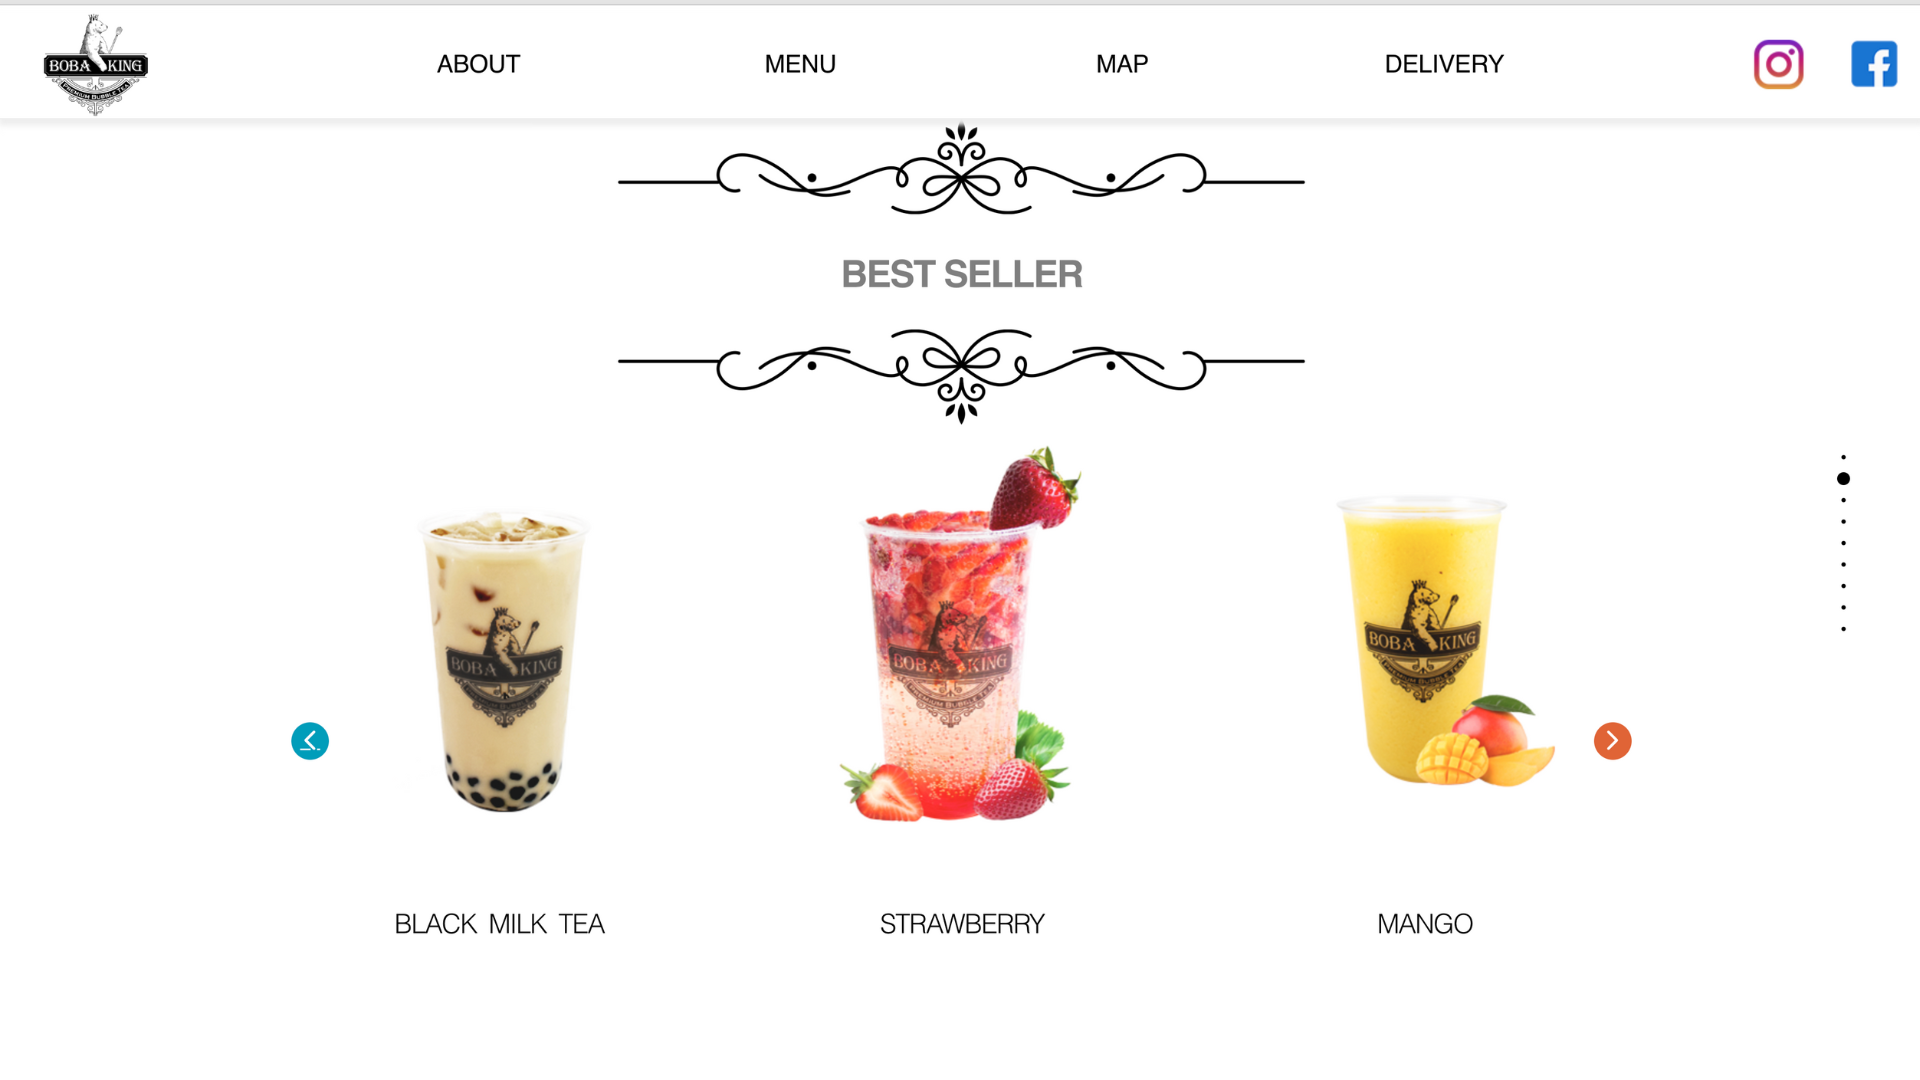 BOBA KING
PREMIUM BUBBLE TEA
ABOUT
MENU
MAP
DELIVERY
BEST SELLER
BOBA KING
PREMIUM BUBBLE TEA
BOBA KING
PREMIUM BUBBLE TEA
BOBA KING
PREMIUM BUBBLE TEA
BLACK MILK TEA
STRAWBERRY
MANGO